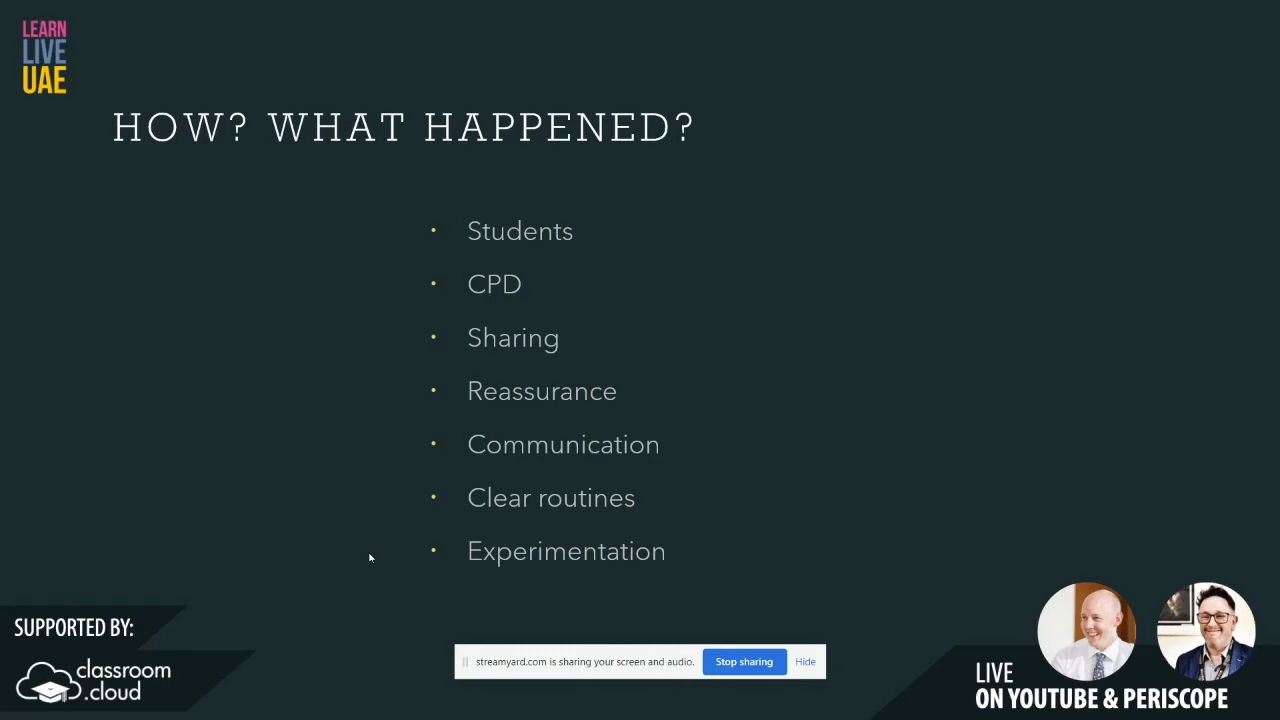 LEARN
LIVE
UAE
HOW? WHAT HAPPENED?
• Students
• CPD
• Sharing
• Reassurance
• Communication
• Clear routines
• Experimentation
SUPPORTED BY:
classroom
.cloud
streamyard.com is sharing your screen and audio. Stop sharing Hide
LIVE
ON YOUTUBE & PERISCOPE